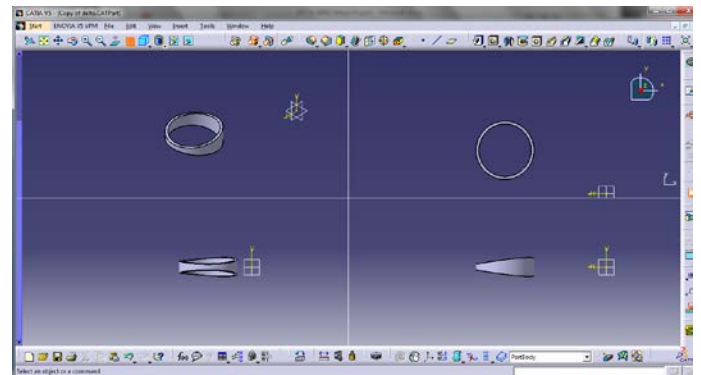 CATIA V5 - [Copy of delta.CATPart]
Start ENOVIA V5 VPM File Edit View Insert Tools Window Help
PartBody
Select an object or a command